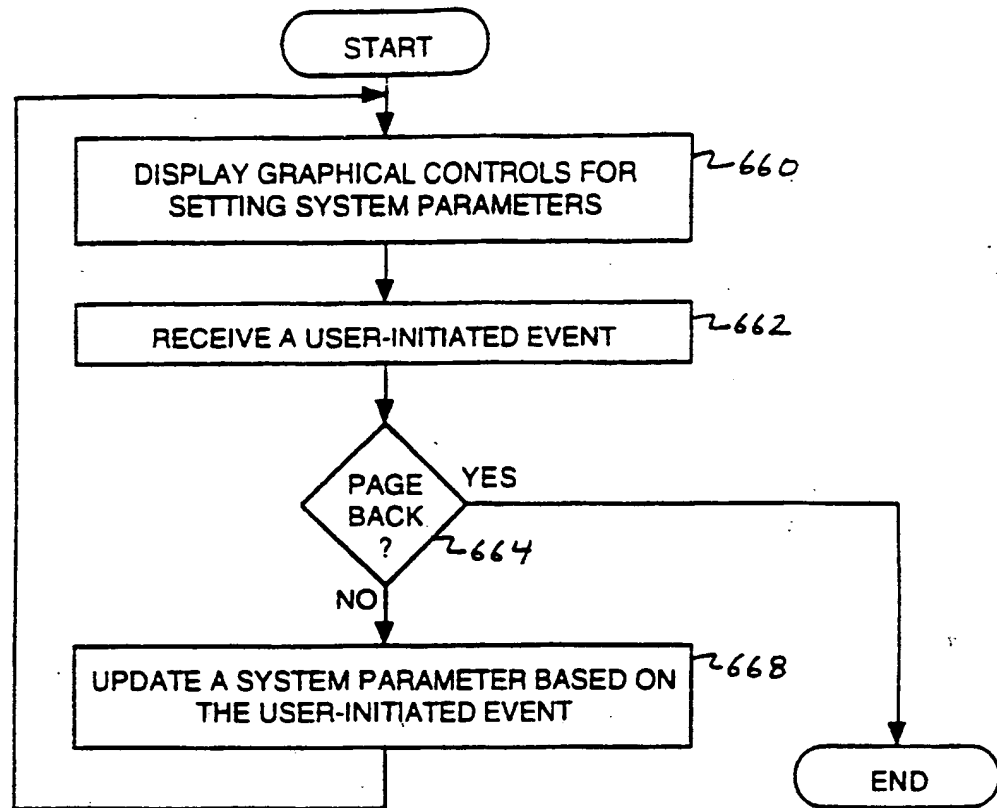 START
DISPLAY GRAPHICAL CONTROLS FOR
SETTING SYSTEM PARAMETERS
660
RECEIVE A USER-INITIATED EVENT
662
PAGE
BACK
?
YES
664
NO
UPDATE A SYSTEM PARAMETER BASED ON
THE USER-INITIATED EVENT
668
END